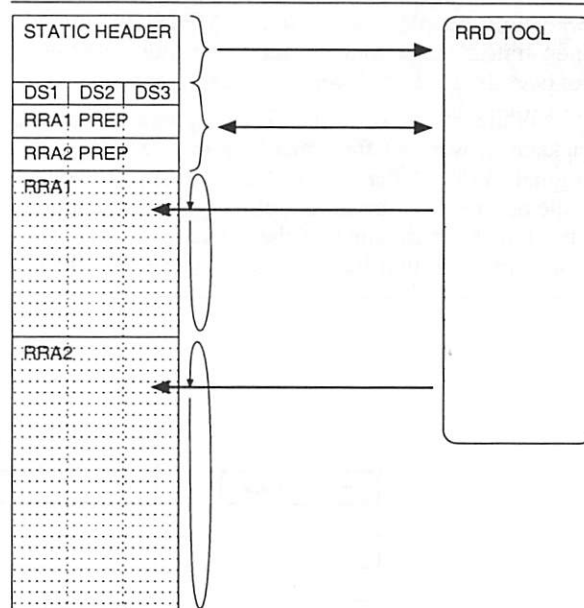 STATIC HEADER
RRD TOOL
DS1 DS2 DS3
RRA1 PREP
RRA2 PREP
RRA1
RRA2